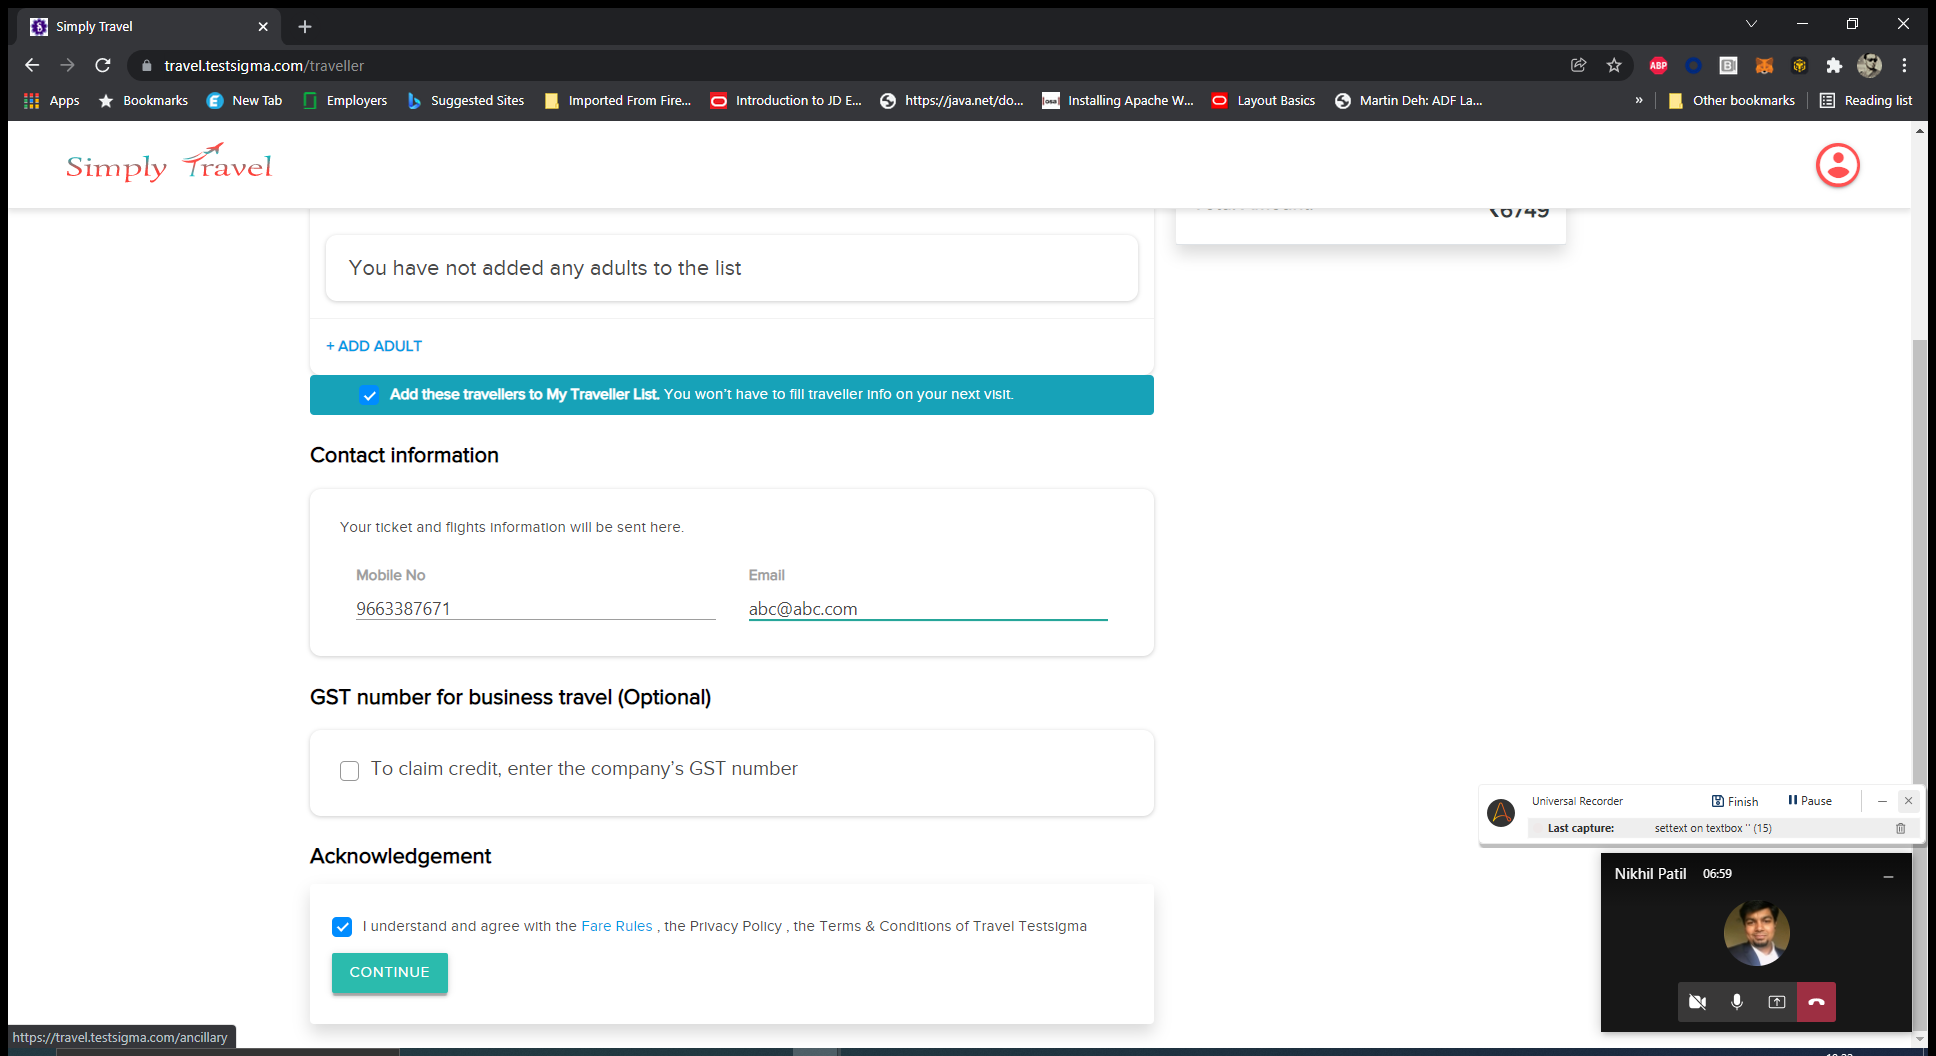 Simply Travel
travel.testsigma.com/traveller
ABP
Apps Bookmarks New Tab Employers Suggested Sites Imported From Fire... Introduction to JD E... https://java.net/do... Installing Apache W... Layout Basics Martin Deh: ADF La... » Other bookmarks Reading list
Simply Travel
₹6749
You have not added any adults to the list
+ ADD ADULT
Add these travellers to My Traveller List. You won't have to fill traveller info on your next visit.
Contact information
Your ticket and flights information will be sent here.
Mobile No Email
9663387671 abc@abc.com
GST number for business travel (Optional)
To claim credit, enter the company's GST number
Universal Recorder Finish Pause
Last capture: settext on textbox '' (15)
Acknowledgement
Nikhil Patil 06:59
I understand and agree with the Fare Rules , the Privacy Policy , the Terms & Conditions of Travel Testsigma
CONTINUE
https://travel.testsigma.com/ancillary